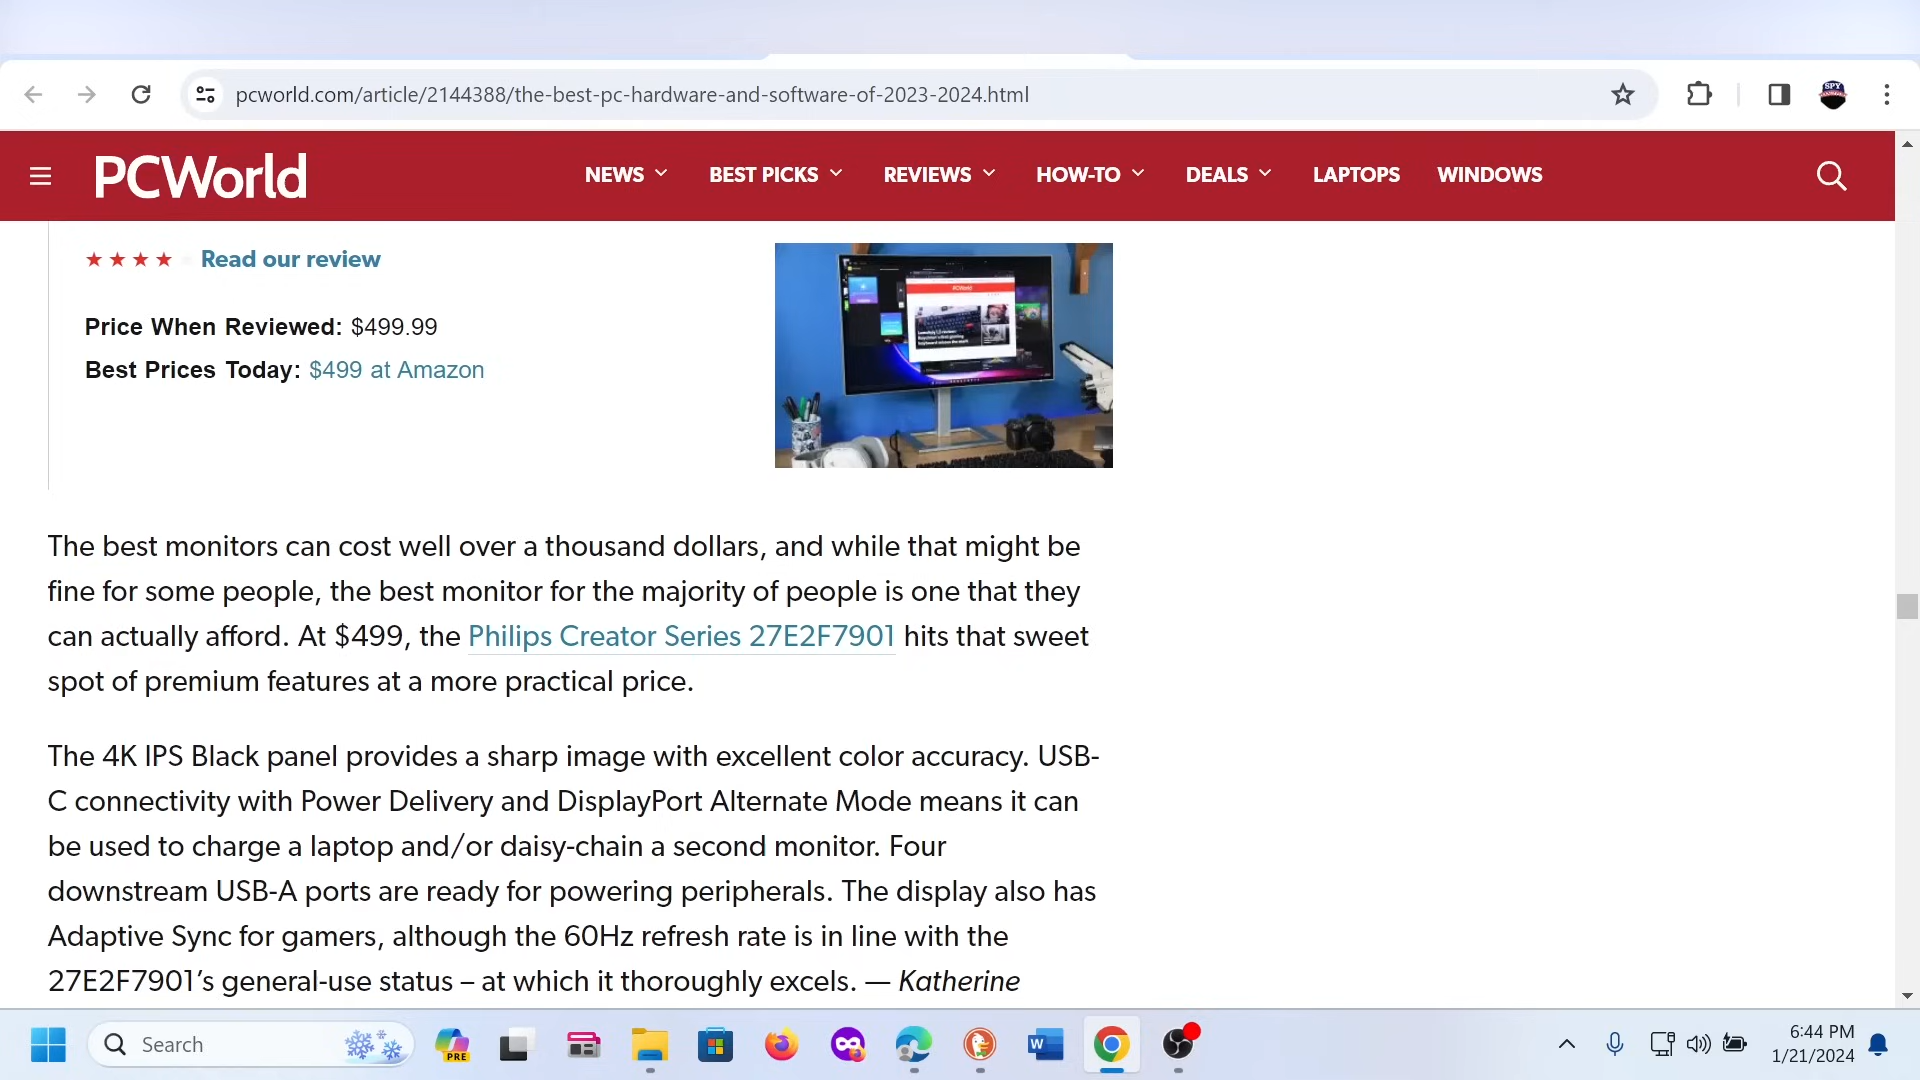 pcworld.com/article/2144388/the-best-pc-hardware-and-software-of-2023-2024.html
SPY
PCWorld
NEWS
BEST PICKS
REVIEWS
HOW-TO
DEALS
LAPTOPS
WINDOWS
Read our review
Price When Reviewed: $499.99
Best Prices Today: $499 at Amazon
PCWorld
The best monitors can cost well over a thousand dollars, and while that might be
fine for some people, the best monitor for the majority of people is one that they
can actually afford. At $499, the Philips Creator Series 27E2F7901 hits that sweet
spot of premium features at a more practical price.
The 4K IPS Black panel provides a sharp image with excellent color accuracy. USB-
C connectivity with Power Delivery and DisplayPort Alternate Mode means it can
be used to charge a laptop and/or daisy-chain a second monitor. Four
downstream USB-A ports are ready for powering peripherals. The display also has
Adaptive Sync for gamers, although the 60Hz refresh rate is in line with the
27E2F7901’s general-use status – at which it thoroughly excels. — Katherine
Search
PRE
W
6:44 PM
1/21/2024